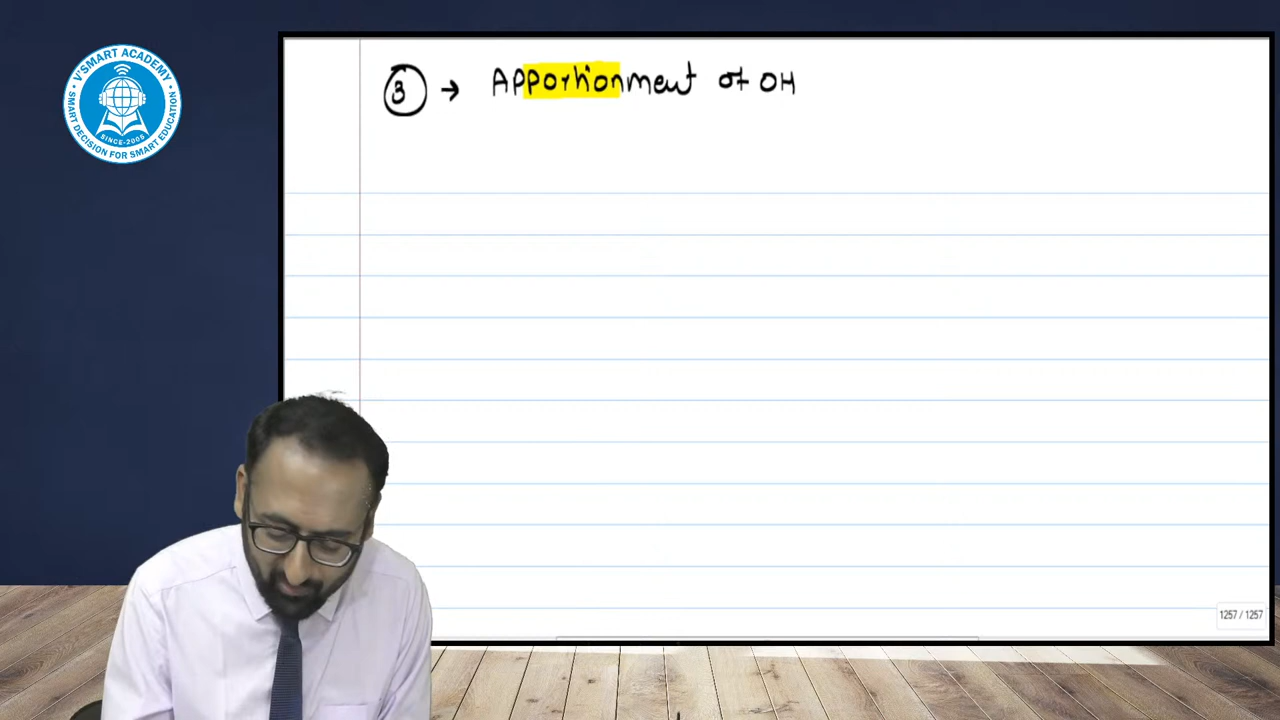 V'SMART ACADEMY
• SMART DECISION FOR SMART EDUCATION •
SINCE-2005
3 → Apportionment of OH
1257 / 1257